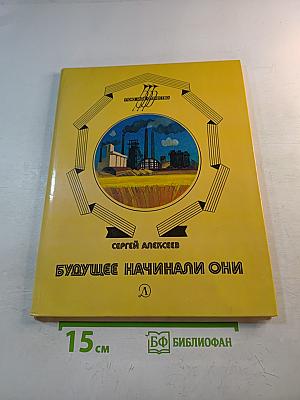 СЕРГЕЙ АЛЕКСЕЕВ
БУДУЩЕЕ НАЧИНАЛИ ОНИ
Д
15 см
БФ БИБЛИОФАН